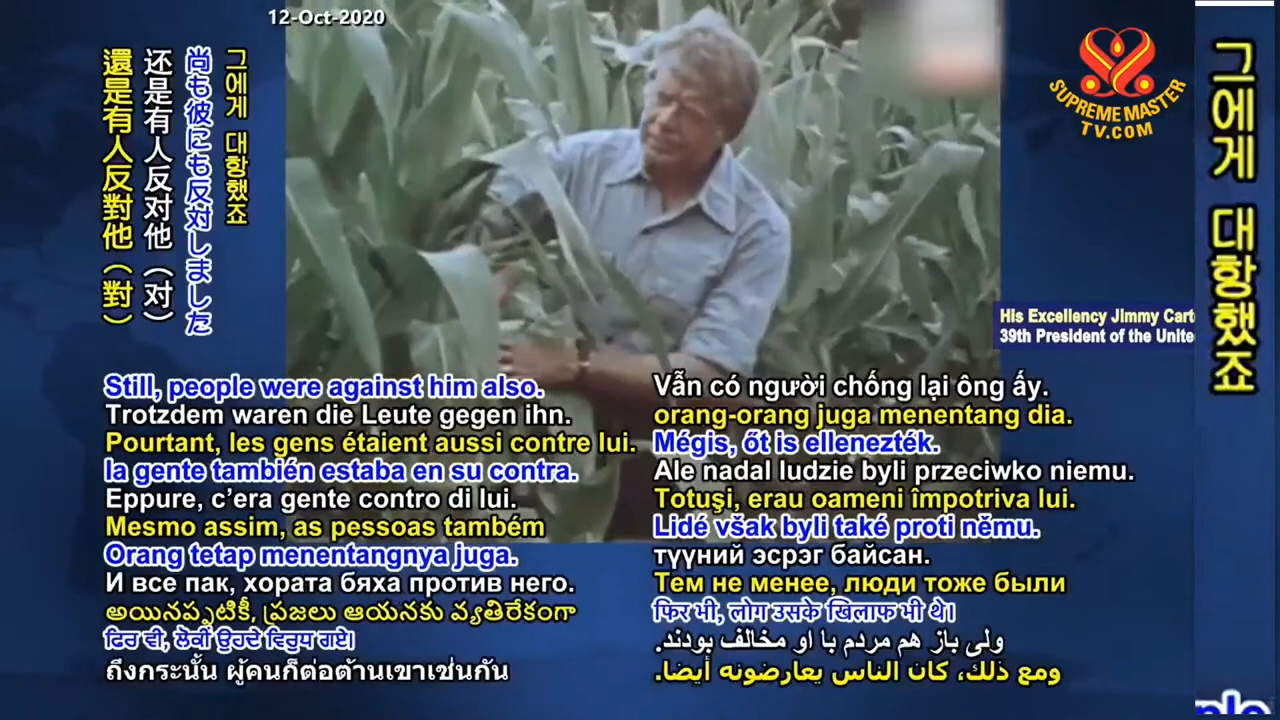 12-Oct-2020
그에게 대항했죠
尚も彼にも反対しました
还是有人反对他（对）
還是有人反對他（對）
SUPREME MASTER
TV.COM
그에게 대항했죠
His Excellency Jimmy Cart
39th President of the Unite
Still, people were against him also.
Trotzdem waren die Leute gegen ihn.
Pourtant, les gens étaient aussi contre lui.
la gente también estaba en su contra.
Eppure, c’era gente contro di lui.
Mesmo assim, as pessoas também
Orang tetap menentangnya juga.
И все пак, хората бяха против него.
అయినప్పటికీ, ప్రజలు ఆయనకు వ్యతిరేకంగా
ਫਿਰ ਵੀ, ਲੋਕੀਂ ਉਹਦੇ ਵਿਰੁਧ ਗਏ।
ถึงกระนั้น ผู้คนก็ต่อต้านเขาเช่นกัน
Vẫn có người chống lại ông ấy.
orang-orang juga menentang dia.
Mégis, őt is ellenezték.
Ale nadal ludzie byli przeciwko niemu.
Totuşi, erau oameni împotriva lui.
Lidé však byli také proti němu.
түүний эсрэг байсан.
Тем не менее, люди тоже были
फिर भी, लोग उसके खिलाफ भी थे।
ولی باز هم مردم با او مخالف بودند.
ومع ذلك، كان الناس يعارضونه أيضا.